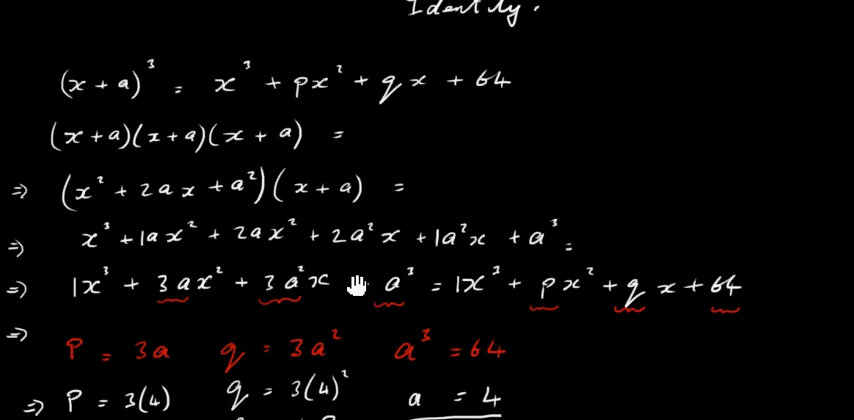 Identity.
(x + a)³ = x³ + px² + qx + 64
(x + a)(x + a)(x + a) =
⇒ (x² + 2ax + a²)(x + a) =
⇒ x³ + 1ax² + 2ax² + 2a²x + 1a²x + a³ =
⇒ 1x³ + 3ax² + 3a²x a³ = 1x³ + px² + qx + 64
⇒ P = 3a q = 3a² a³ = 64
⇒ P = 3(4) q = 3(4)² a = 4